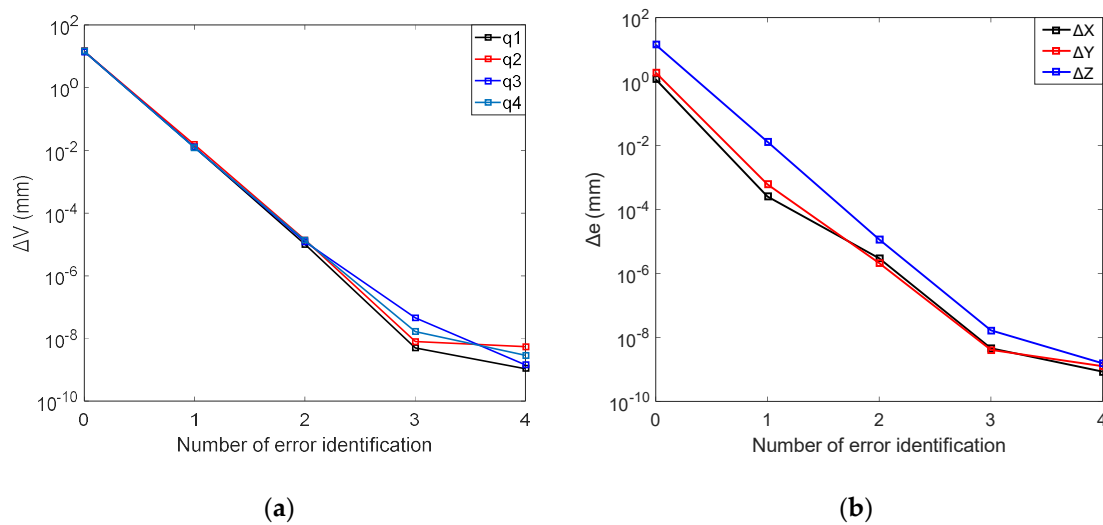 10^2
10^0
10^-2
10^-4
10^-6
10^-8
10^-10
ΔV (mm)
0 1 2 3 4
Number of error identification
q1
q2
q3
q4
(a)
10^2
10^0
10^-2
10^-4
10^-6
10^-8
10^-10
Δe (mm)
0 1 2 3 4
Number of error identification
ΔX
ΔY
ΔZ
(b)